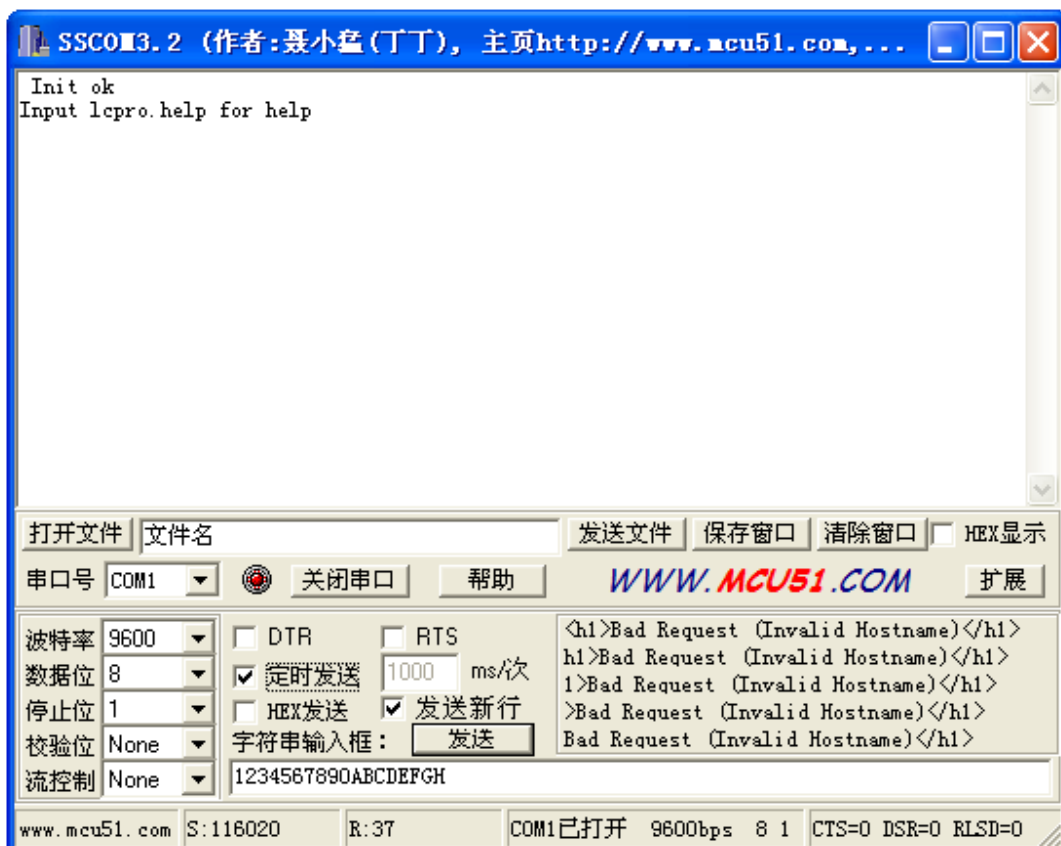 SSCOM3.2 (作者:聂小猛(丁丁), 主页http://www.mcu51.com,...
Init ok
Input lcpro.help for help
打开文件 文件名 发送文件 保存窗口 清除窗口 HEX显示
串口号 COM1 关闭串口 帮助 WWW.MCU51.COM 扩展
波特率 9600 DTR RTS <h1>Bad Request (Invalid Hostname)</h1>
h1>Bad Request (Invalid Hostname)</h1>
数据位 8 定时发送 1000 ms/次 1>Bad Request (Invalid Hostname)</h1>
停止位 1 HEX发送 发送新行 >Bad Request (Invalid Hostname)</h1>
校验位 None 字符串输入框: 发送 Bad Request (Invalid Hostname)</h1>
流控制 None 1234567890ABCDEFGH
www.mcu51.com S:116020 R:37 COM1已打开 9600bps 8 1 CTS=0 DSR=0 RLSD=0